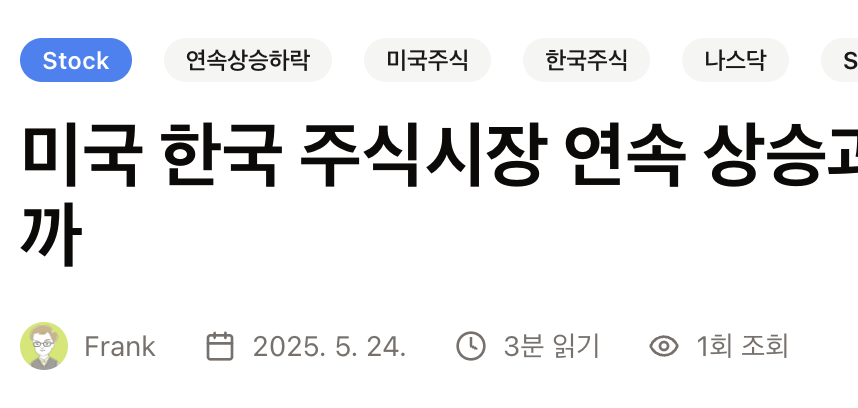 Stock 연속상승하락 미국주식 한국주식 나스닥 S
미국 한국 주식시장 연속 상승과
까
Frank 2025. 5. 24. 3분 읽기 1회 조회